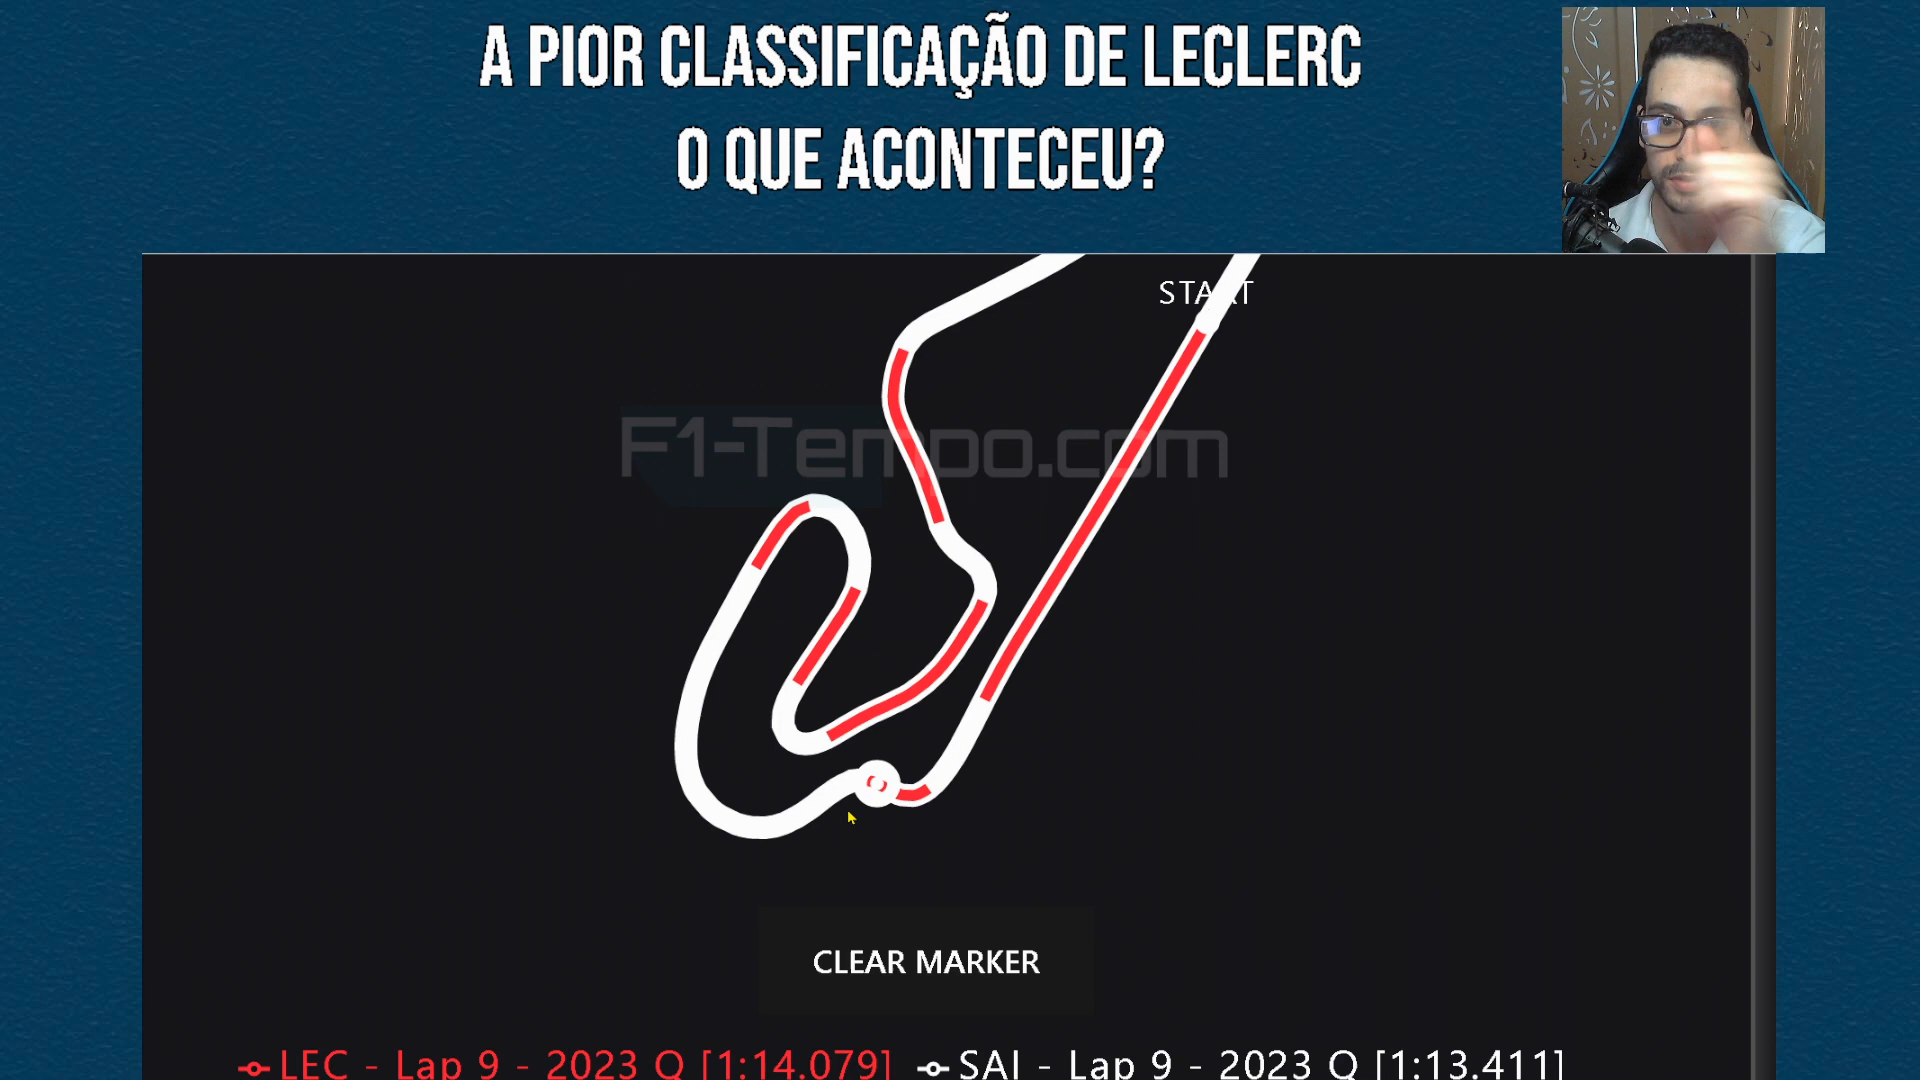 A PIOR CLASSIFICAÇÃO DE LECLERC
O QUE ACONTECEU?
START
F1-Tempo.com
CLEAR MARKER
LEC - Lap 9 - 2023 Q [1:14.079] SAI - Lap 9 - 2023 Q [1:13.411]